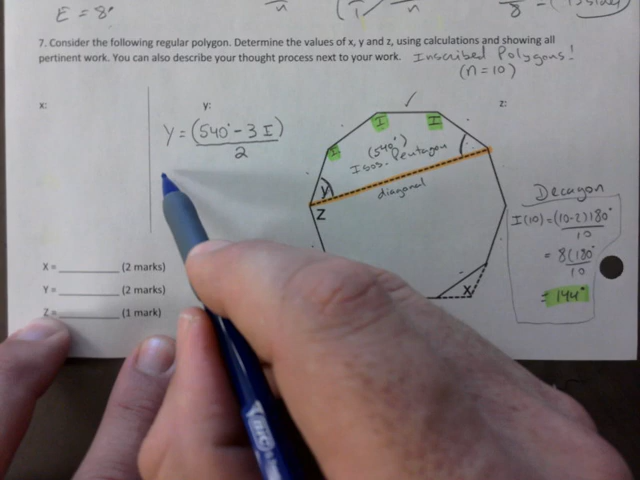 E = 8°
n
n
8
7. Consider the following regular polygon. Determine the values of x, y and z, using calculations and showing all
pertinent work. You can also describe your thought process next to your work. Inscribed Polygons!
(n=10)
x:
y:
z:
Y = (540° - 3 I)
2
I
I
I
(540°)
Isos. Pentagon
diagonal
y
Z
X
Decagon
I(10) = (10-2)180°
10
= 8(180°
10
= 144°
X = (2 marks)
Y = (2 marks)
Z = (1 mark)
BIC